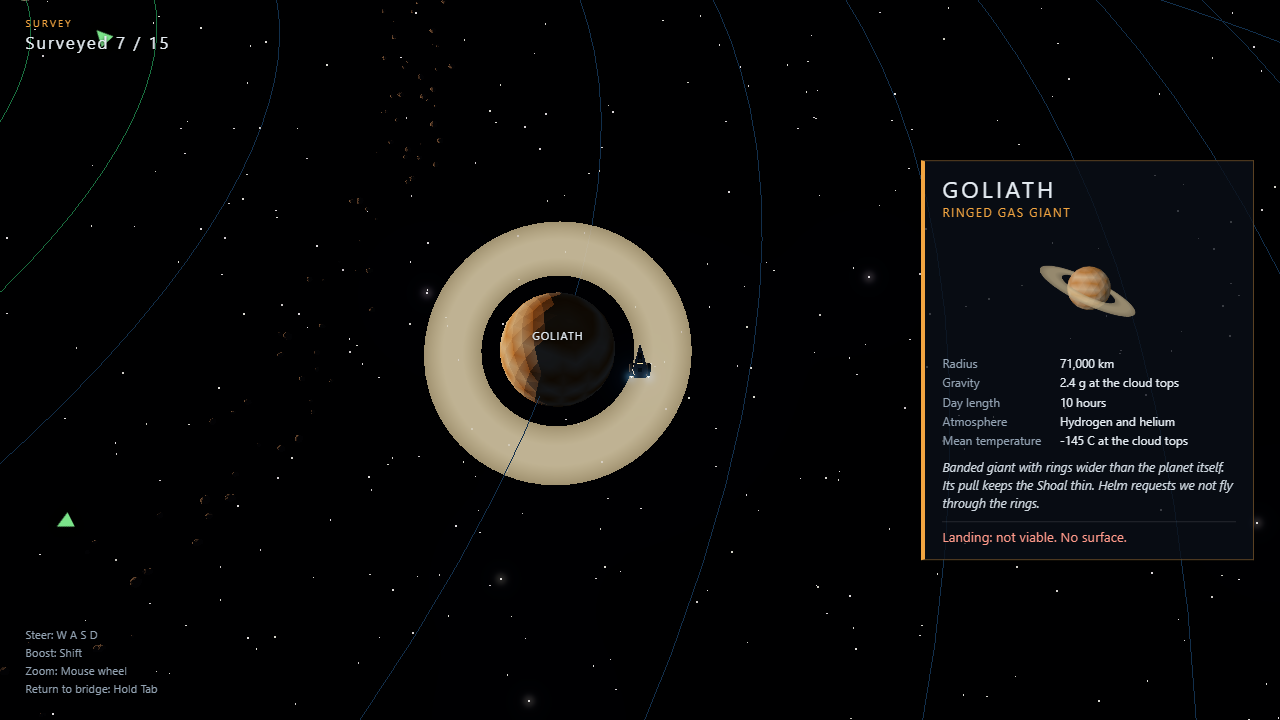 SURVEY
Surveyed 7 / 15
GOLIATH
GOLIATH
RINGED GAS GIANT
Radius 71,000 km
Gravity 2.4 g at the cloud tops
Day length 10 hours
Atmosphere Hydrogen and helium
Mean temperature -145 C at the cloud tops
Banded giant with rings wider than the planet itself.
Its pull keeps the Shoal thin. Helm requests we not fly
through the rings.
Landing: not viable. No surface.
Steer: W A S D
Boost: Shift
Zoom: Mouse wheel
Return to bridge: Hold Tab